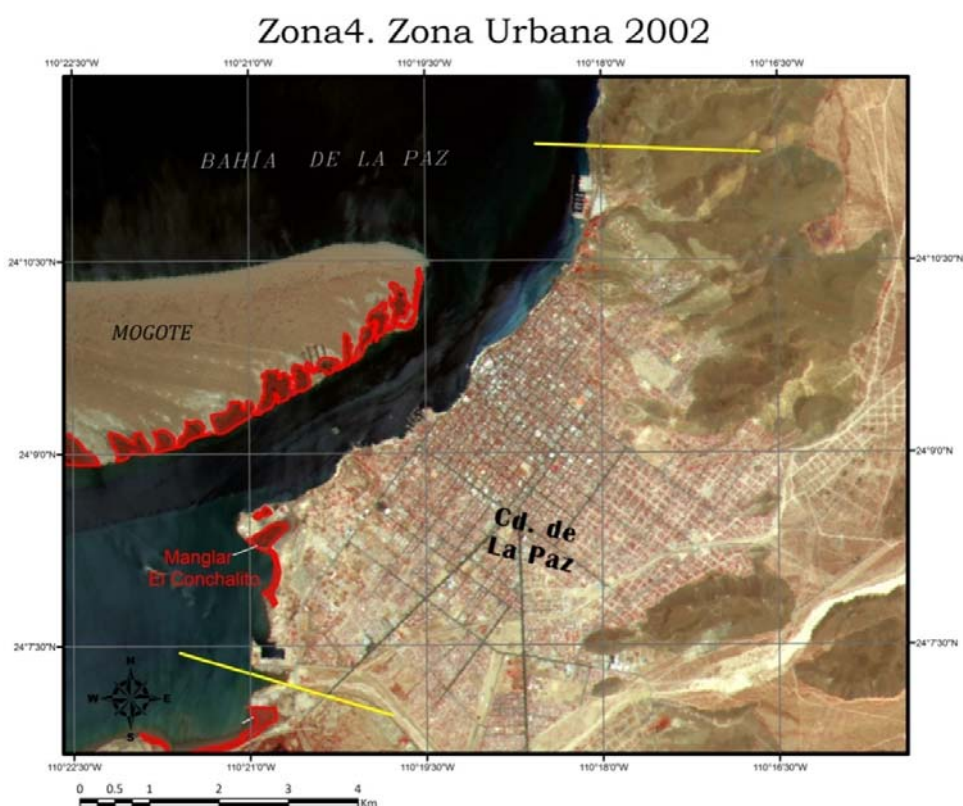 Zona4. Zona Urbana 2002
110°22'30"W 110°21'0"W 110°19'30"W 110°18'0"W 110°16'30"W
BAHÍA DE LA PAZ
24°10'30"N 24°10'30"N
MOGOTE
24°9'0"N 24°9'0"N
Cd. de
La Paz
Manglar
El Conchalito
24°7'30"N 24°7'30"N
N
W E
S
110°22'30"W 110°21'0"W 110°19'30"W 110°18'0"W 110°16'30"W
0 0.5 1 2 3 4
Km